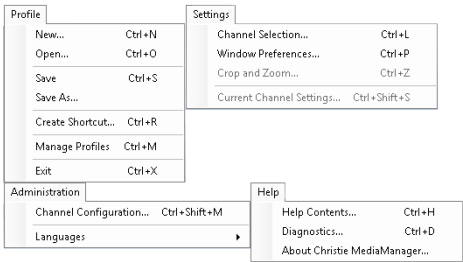 Profile
New... Ctrl+N
Open... Ctrl+O
Save Ctrl+S
Save As...
Create Shortcut... Ctrl+R
Manage Profiles Ctrl+M
Exit Ctrl+X
Settings
Channel Selection... Ctrl+L
Window Preferences... Ctrl+P
Crop and Zoom... Ctrl+Z
Current Channel Settings... Ctrl+Shift+S
Administration
Channel Configuration... Ctrl+Shift+M
Languages
Help
Help Contents... Ctrl+H
Diagnostics... Ctrl+D
About Christie MediaManager...